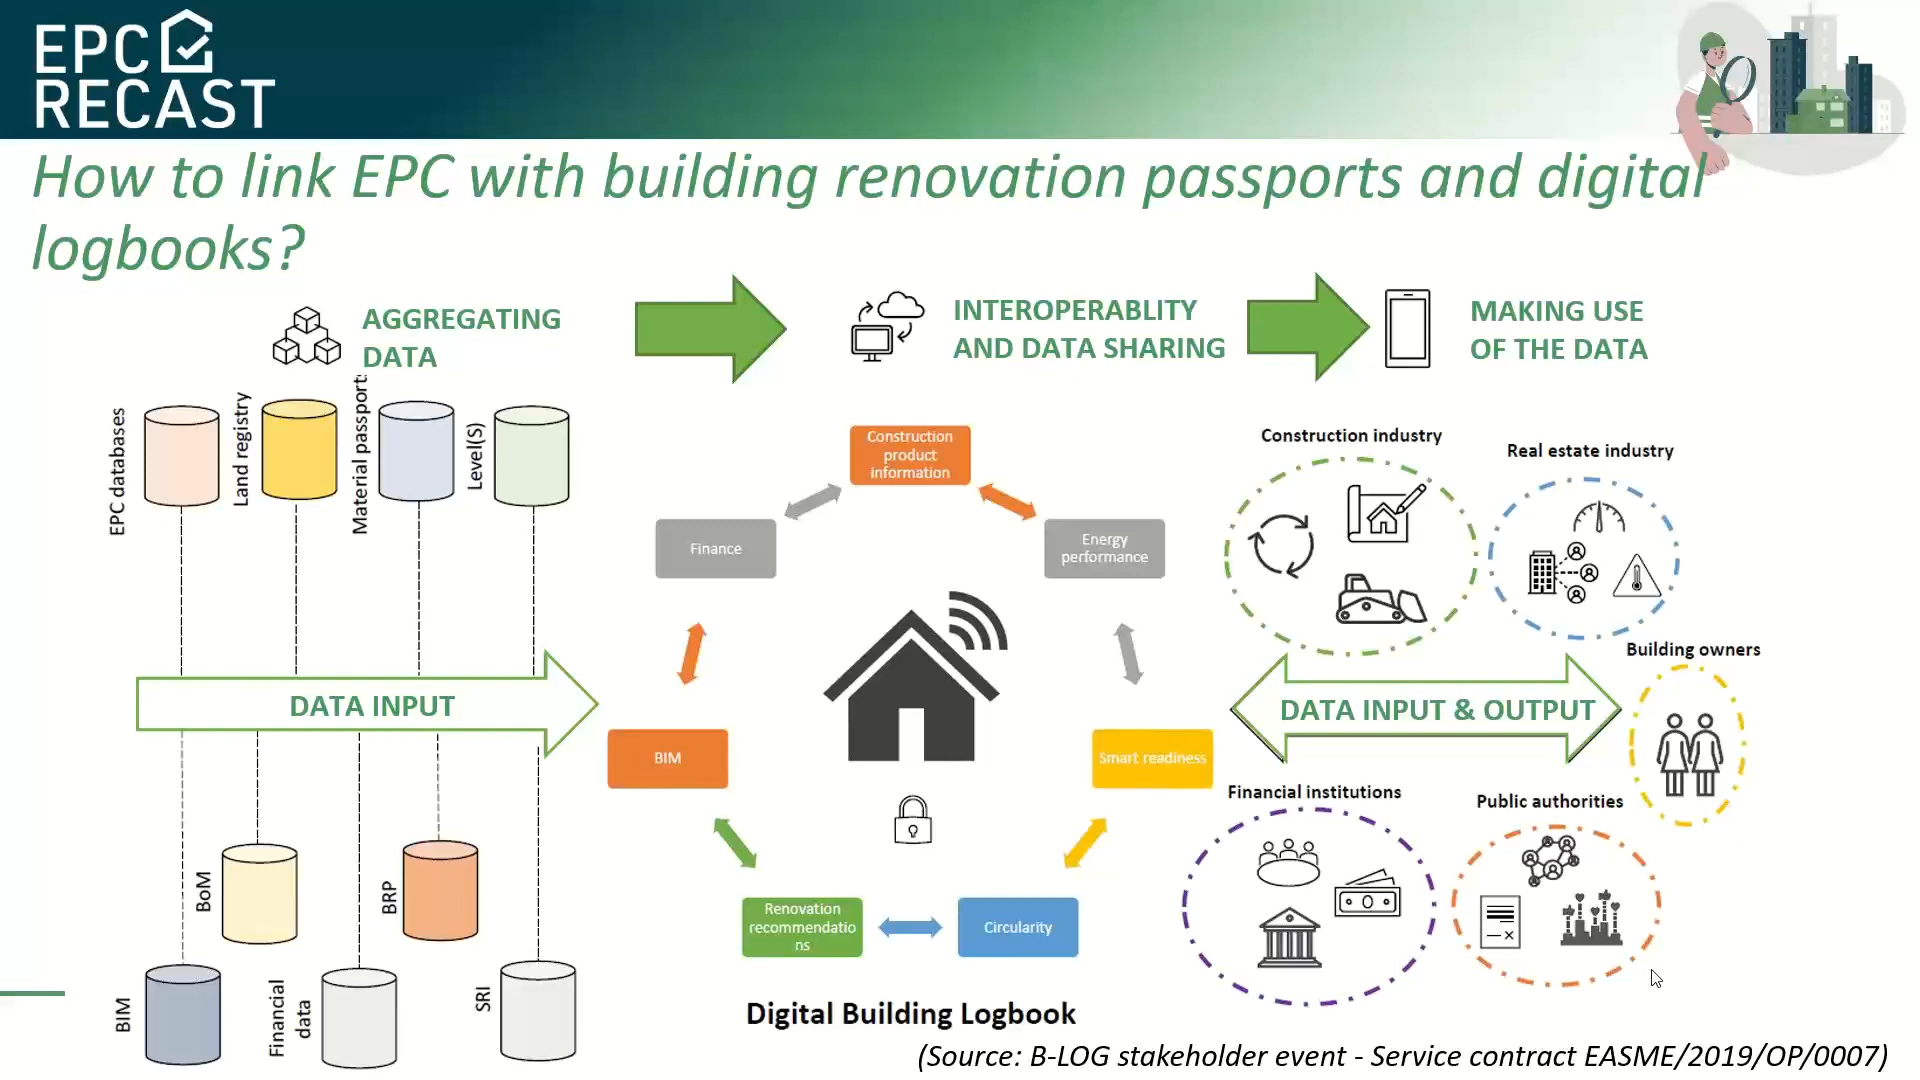 EPC
RECAST
How to link EPC with building renovation passports and digital
logbooks?
AGGREGATING
DATA
INTEROPERABLITY
AND DATA SHARING
MAKING USE
OF THE DATA
EPC databases
Land registry
Material passport
Level(S)
DATA INPUT
BoM
BRP
BIM
Financial
data
SRI
Construction
product
information
Finance
Energy
performance
BIM
Smart readiness
Renovation
recommendatio
ns
Circularity
Digital Building Logbook
Construction industry
Real estate industry
Building owners
DATA INPUT & OUTPUT
Financial institutions
Public authorities
(Source: B-LOG stakeholder event - Service contract EASME/2019/OP/0007)